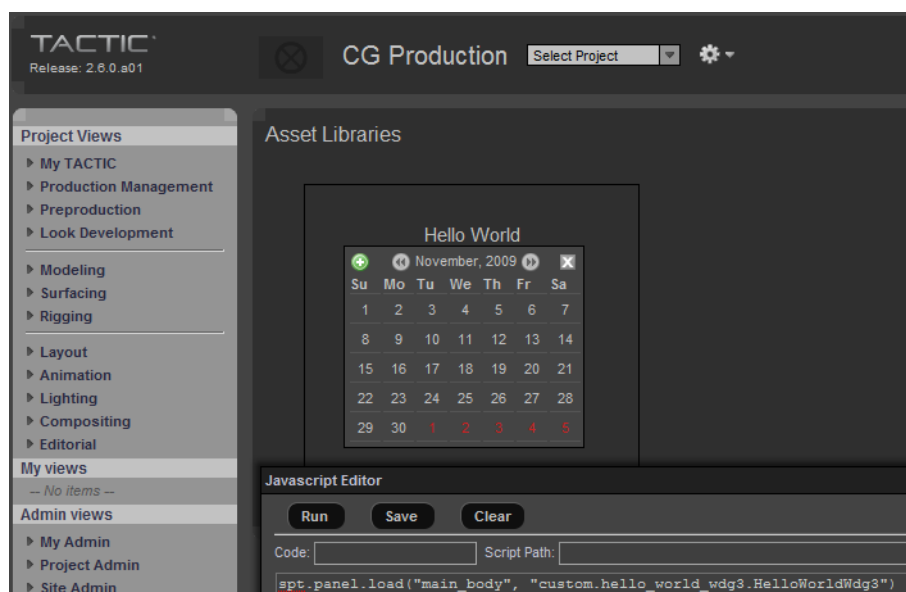 TACTIC
Release: 2.6.0.a01
CG Production
Select Project
Project Views
My TACTIC
Production Management
Preproduction
Look Development
Modeling
Surfacing
Rigging
Layout
Animation
Lighting
Compositing
Editorial
My views
-- No items --
Admin views
My Admin
Project Admin
Site Admin
Asset Libraries
Hello World
November, 2009
Su Mo Tu We Th Fr Sa
1 2 3 4 5 6 7
8 9 10 11 12 13 14
15 16 17 18 19 20 21
22 23 24 25 26 27 28
29 30 1 2 3 4 5
Javascript Editor
Run Save Clear
Code: Script Path:
spt.panel.load("main_body", "custom.hello_world_wdg3.HelloWorldWdg3")